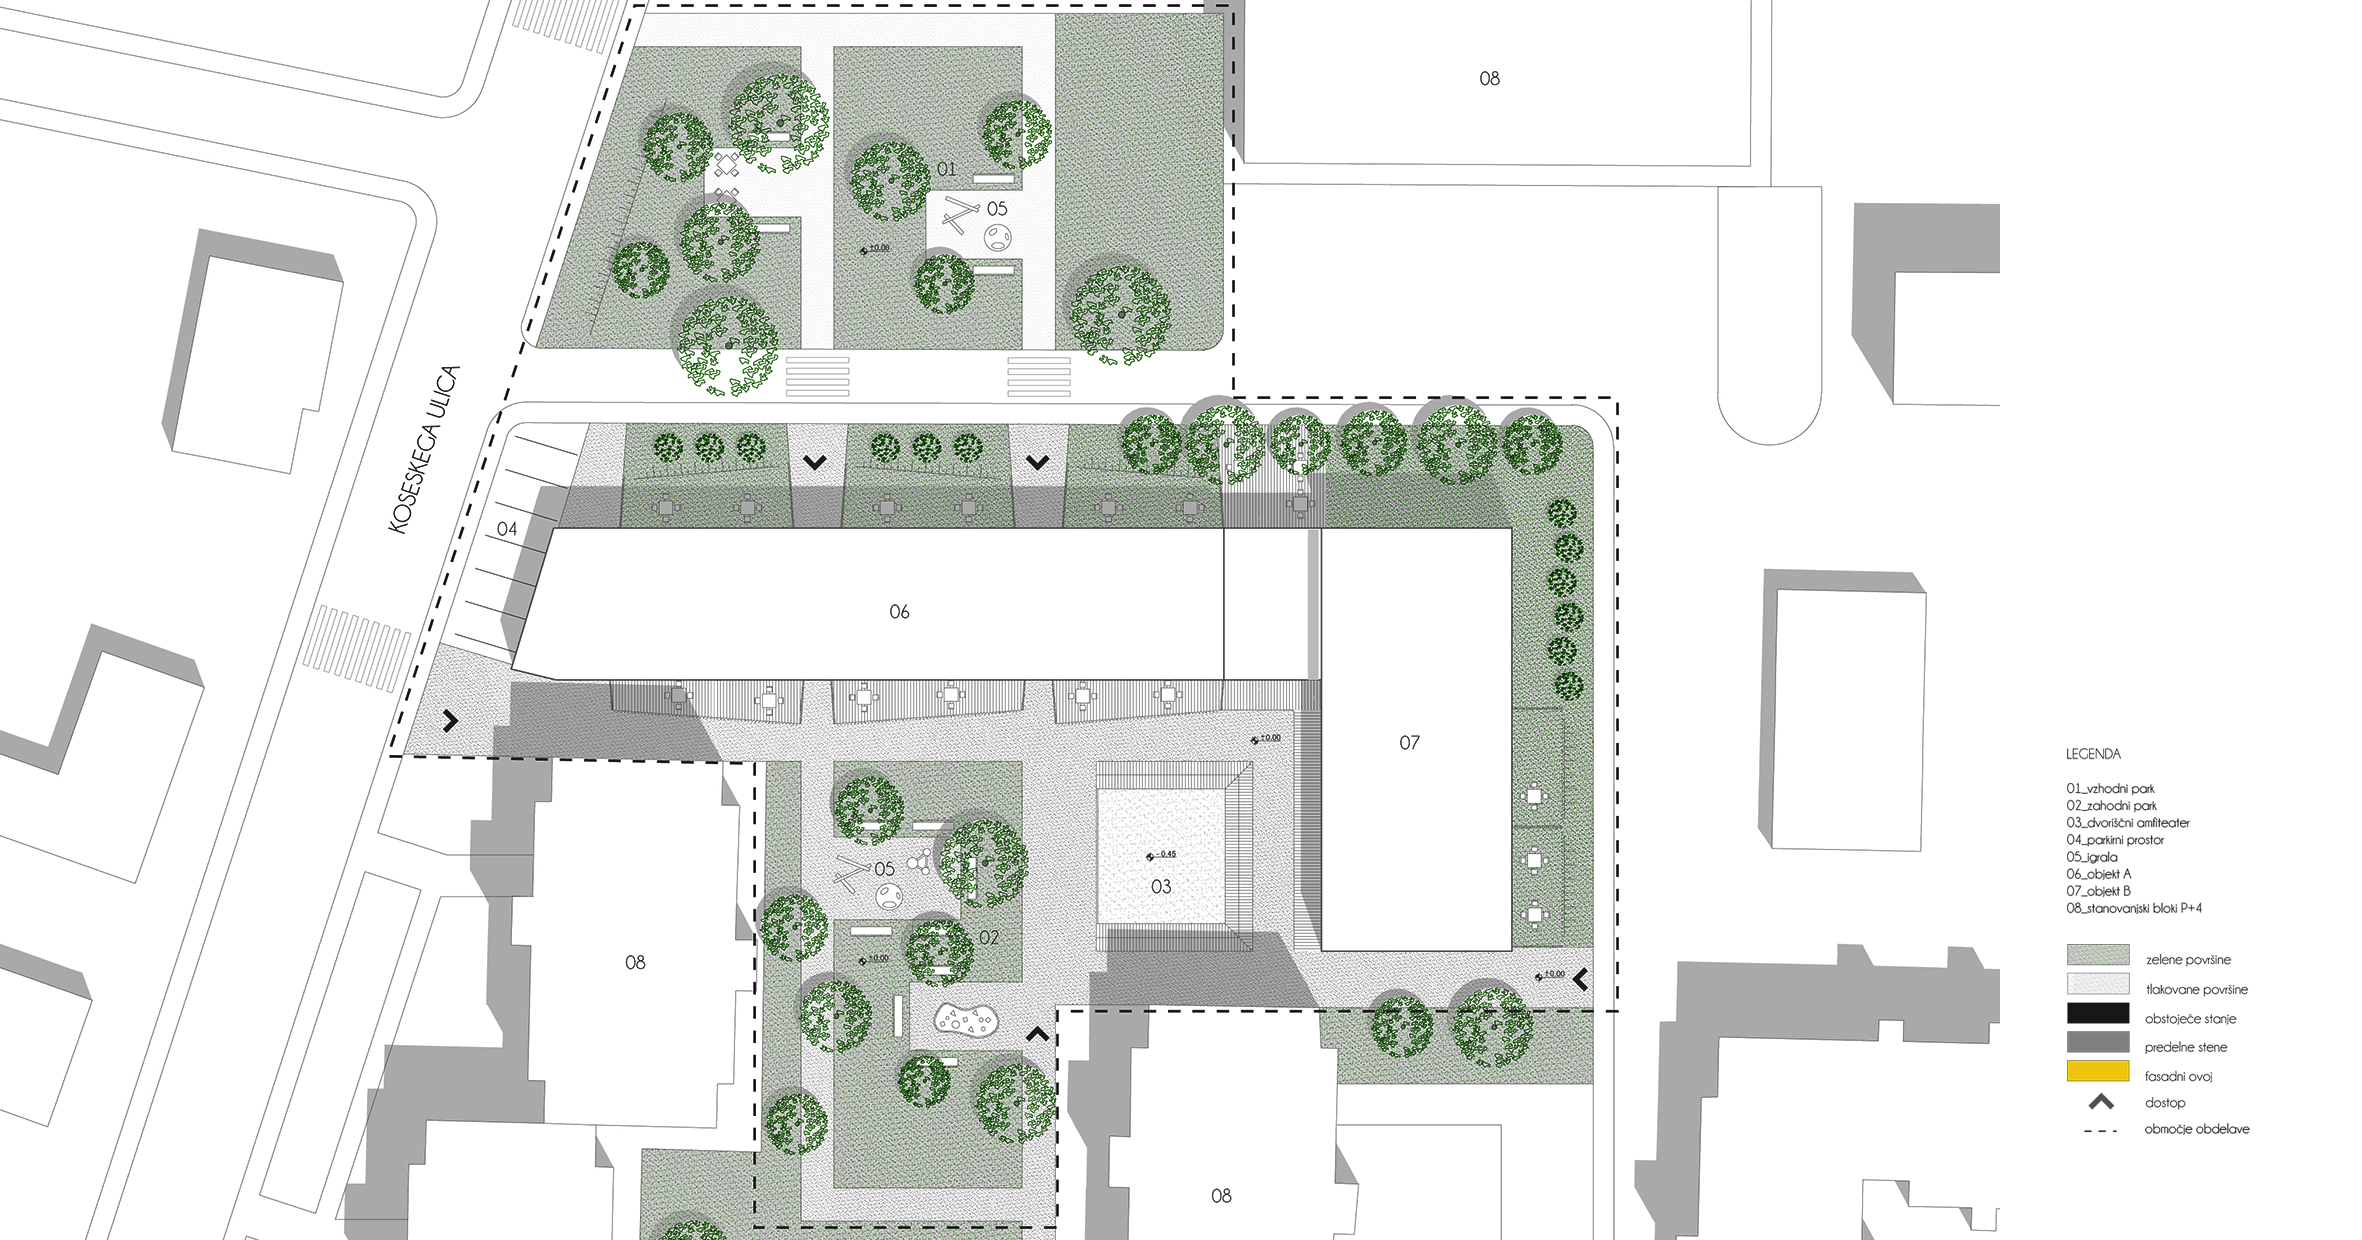 08
01
05
±0.00
KOSESKEGA ULICA
04
06
±0.00
07
-0.45
03
05
02
±0.00
08
±0.00
08
LEGENDA
01_vzhodni park
02_zahodni park
03_dvoriščni amfiteater
04_parkirni prostor
05_igrala
06_objekt A
07_objekt B
08_stanovanjski bloki P+4
zelene površine
tlakovane površine
obstoječe stanje
predelne stene
fasadni ovoj
dostop
območje obdelave